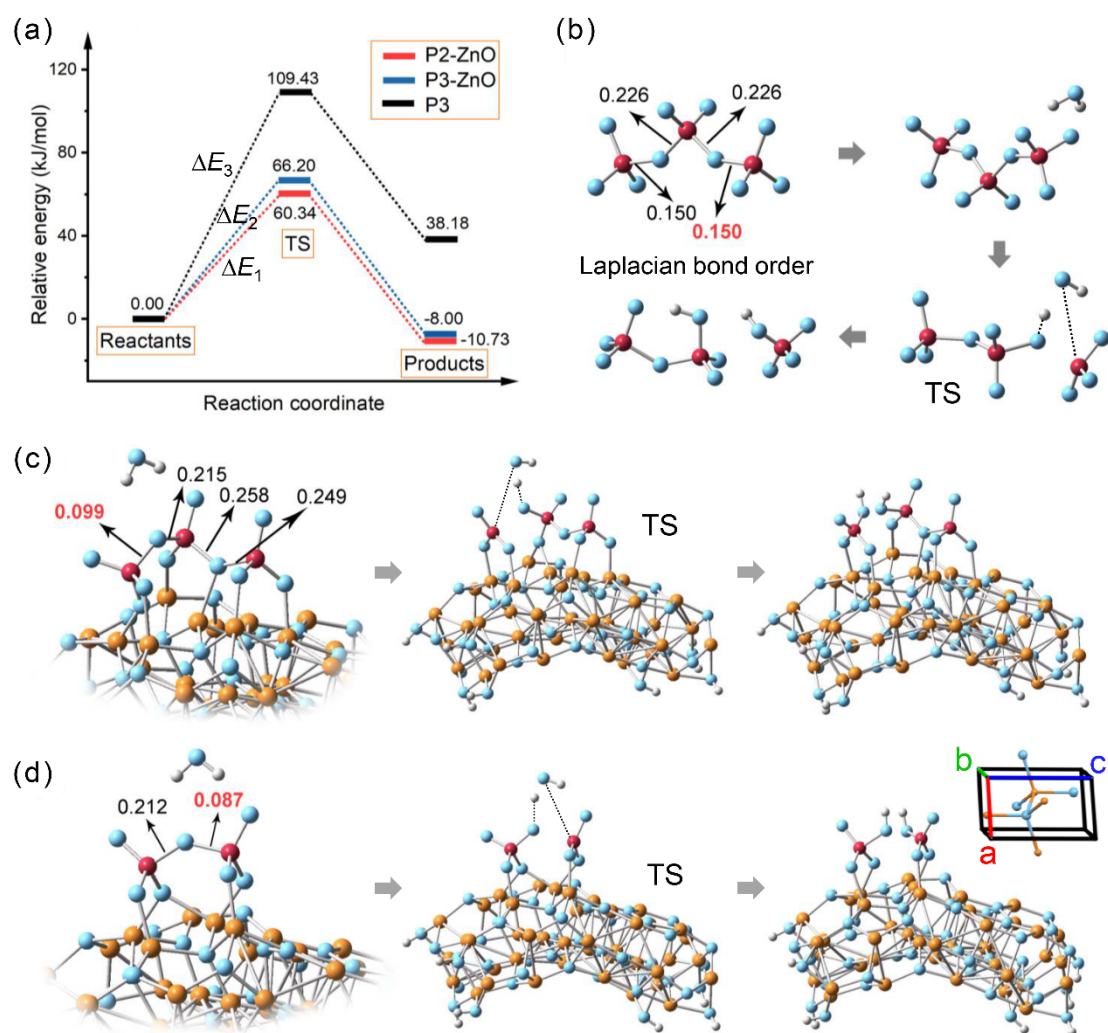 (a)
120
80
40
0
Relative energy (kJ/mol)
Reaction coordinate
P2-ZnO
P3-ZnO
P3
109.43
66.20
60.34
TS
38.18
0.00
-8.00
-10.73
ΔE3
ΔE2
ΔE1
Reactants
Products
(b)
0.226
0.226
0.150
0.150
Laplacian bond order
TS
(c)
0.099
0.215
0.258
0.249
TS
(d)
0.212
0.087
TS
b
c
a